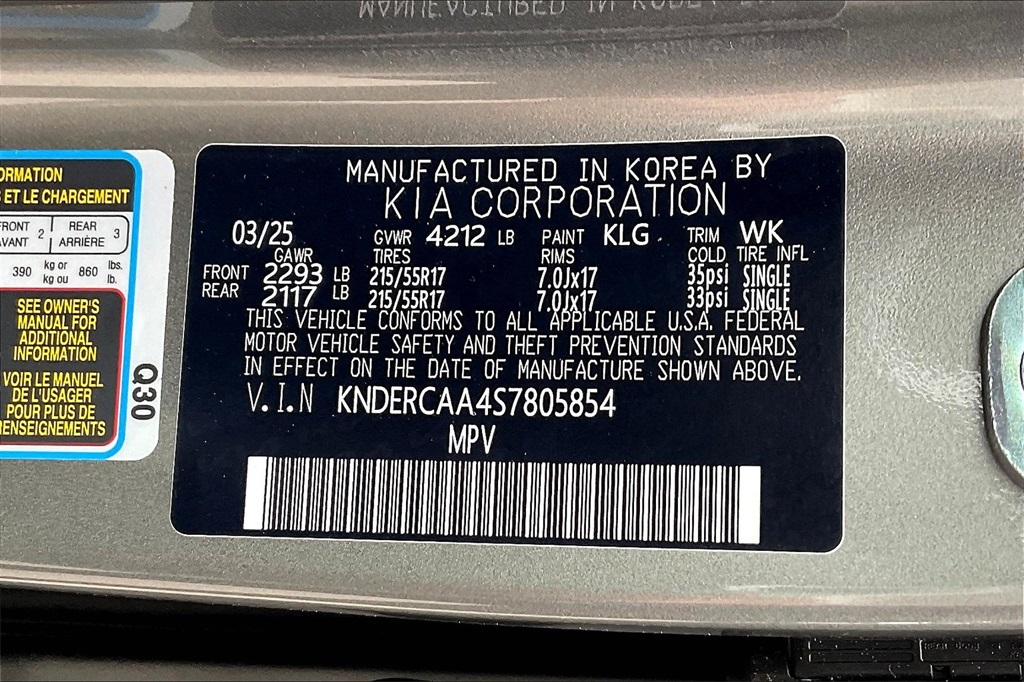 MANUFACTURED IN KOREA BY
KIA CORPORATION
03/25 GVWR 4212 LB PAINT KLG TRIM WK
GAWR TIRES RIMS COLD TIRE INFL
FRONT 2293 LB 215/55R17 7.0Jx17 35psi SINGLE
REAR 2117 LB 215/55R17 7.0Jx17 33psi SINGLE
THIS VEHICLE CONFORMS TO ALL APPLICABLE U.S.A. FEDERAL
MOTOR VEHICLE SAFETY AND THEFT PREVENTION STANDARDS
IN EFFECT ON THE DATE OF MANUFACTURE SHOWN ABOVE.
V.I.N KNDERCAA4S7805854
MPV
ORMATION
S ET LE CHARGEMENT
FRONT 2 REAR 3
AVANT ARRIÈRE
390 kg or 860 lbs.
kg ou lb.
SEE OWNER'S
MANUAL FOR
ADDITIONAL
INFORMATION
VOIR LE MANUEL
DE L'USAGER
POUR PLUS DE
RENSEIGNEMENTS
Q30